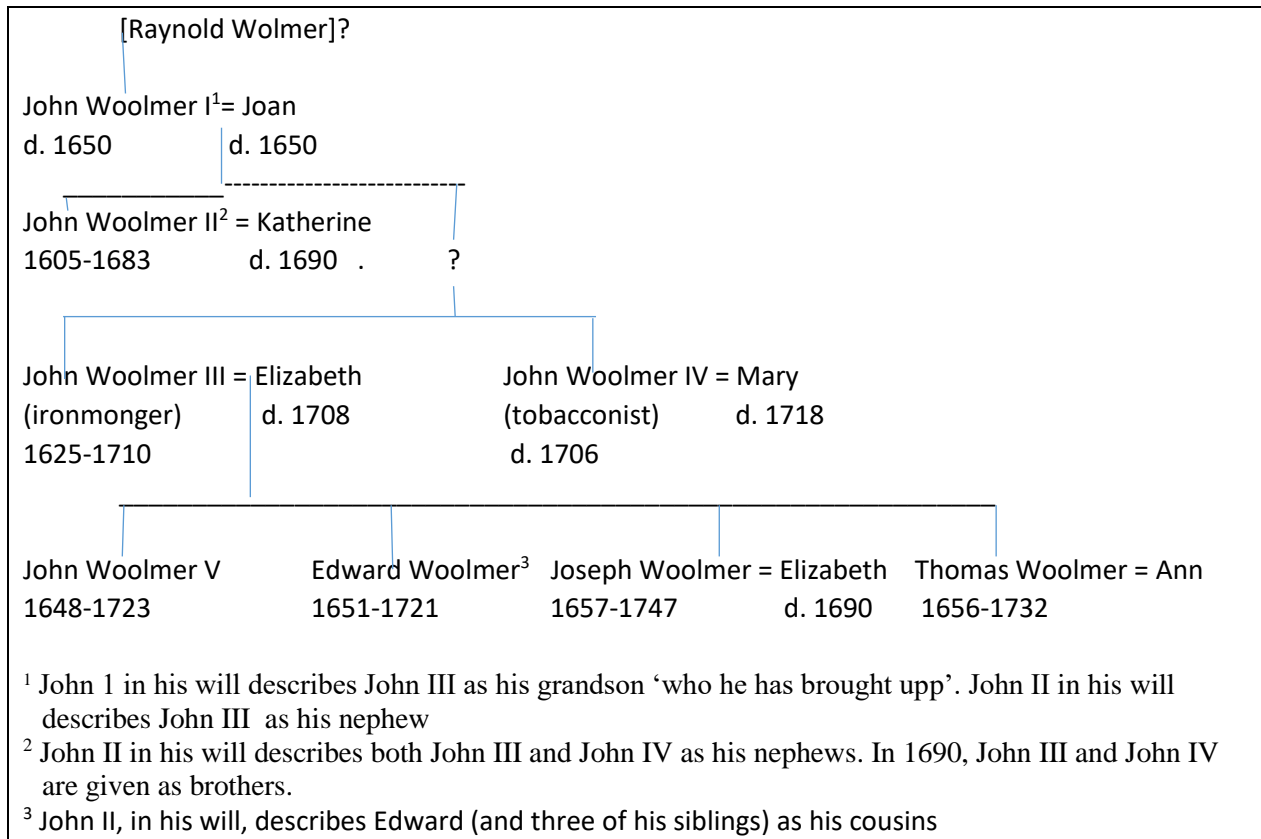 [Raynold Wolmer]?
John Woolmer I¹= Joan
d. 1650 d. 1650
John Woolmer II² = Katherine
1605-1683 d. 1690 . ?
John Woolmer III = Elizabeth John Woolmer IV = Mary
(ironmonger) d. 1708 (tobacconist) d. 1718
1625-1710 d. 1706
John Woolmer V Edward Woolmer³ Joseph Woolmer = Elizabeth Thomas Woolmer = Ann
1648-1723 1651-1721 1657-1747 d. 1690 1656-1732
¹ John 1 in his will describes John III as his grandson ‘who he has brought upp’. John II in his will
describes John III as his nephew
² John II in his will describes both John III and John IV as his nephews. In 1690, John III and John IV
are given as brothers.
³ John II, in his will, describes Edward (and three of his siblings) as his cousins